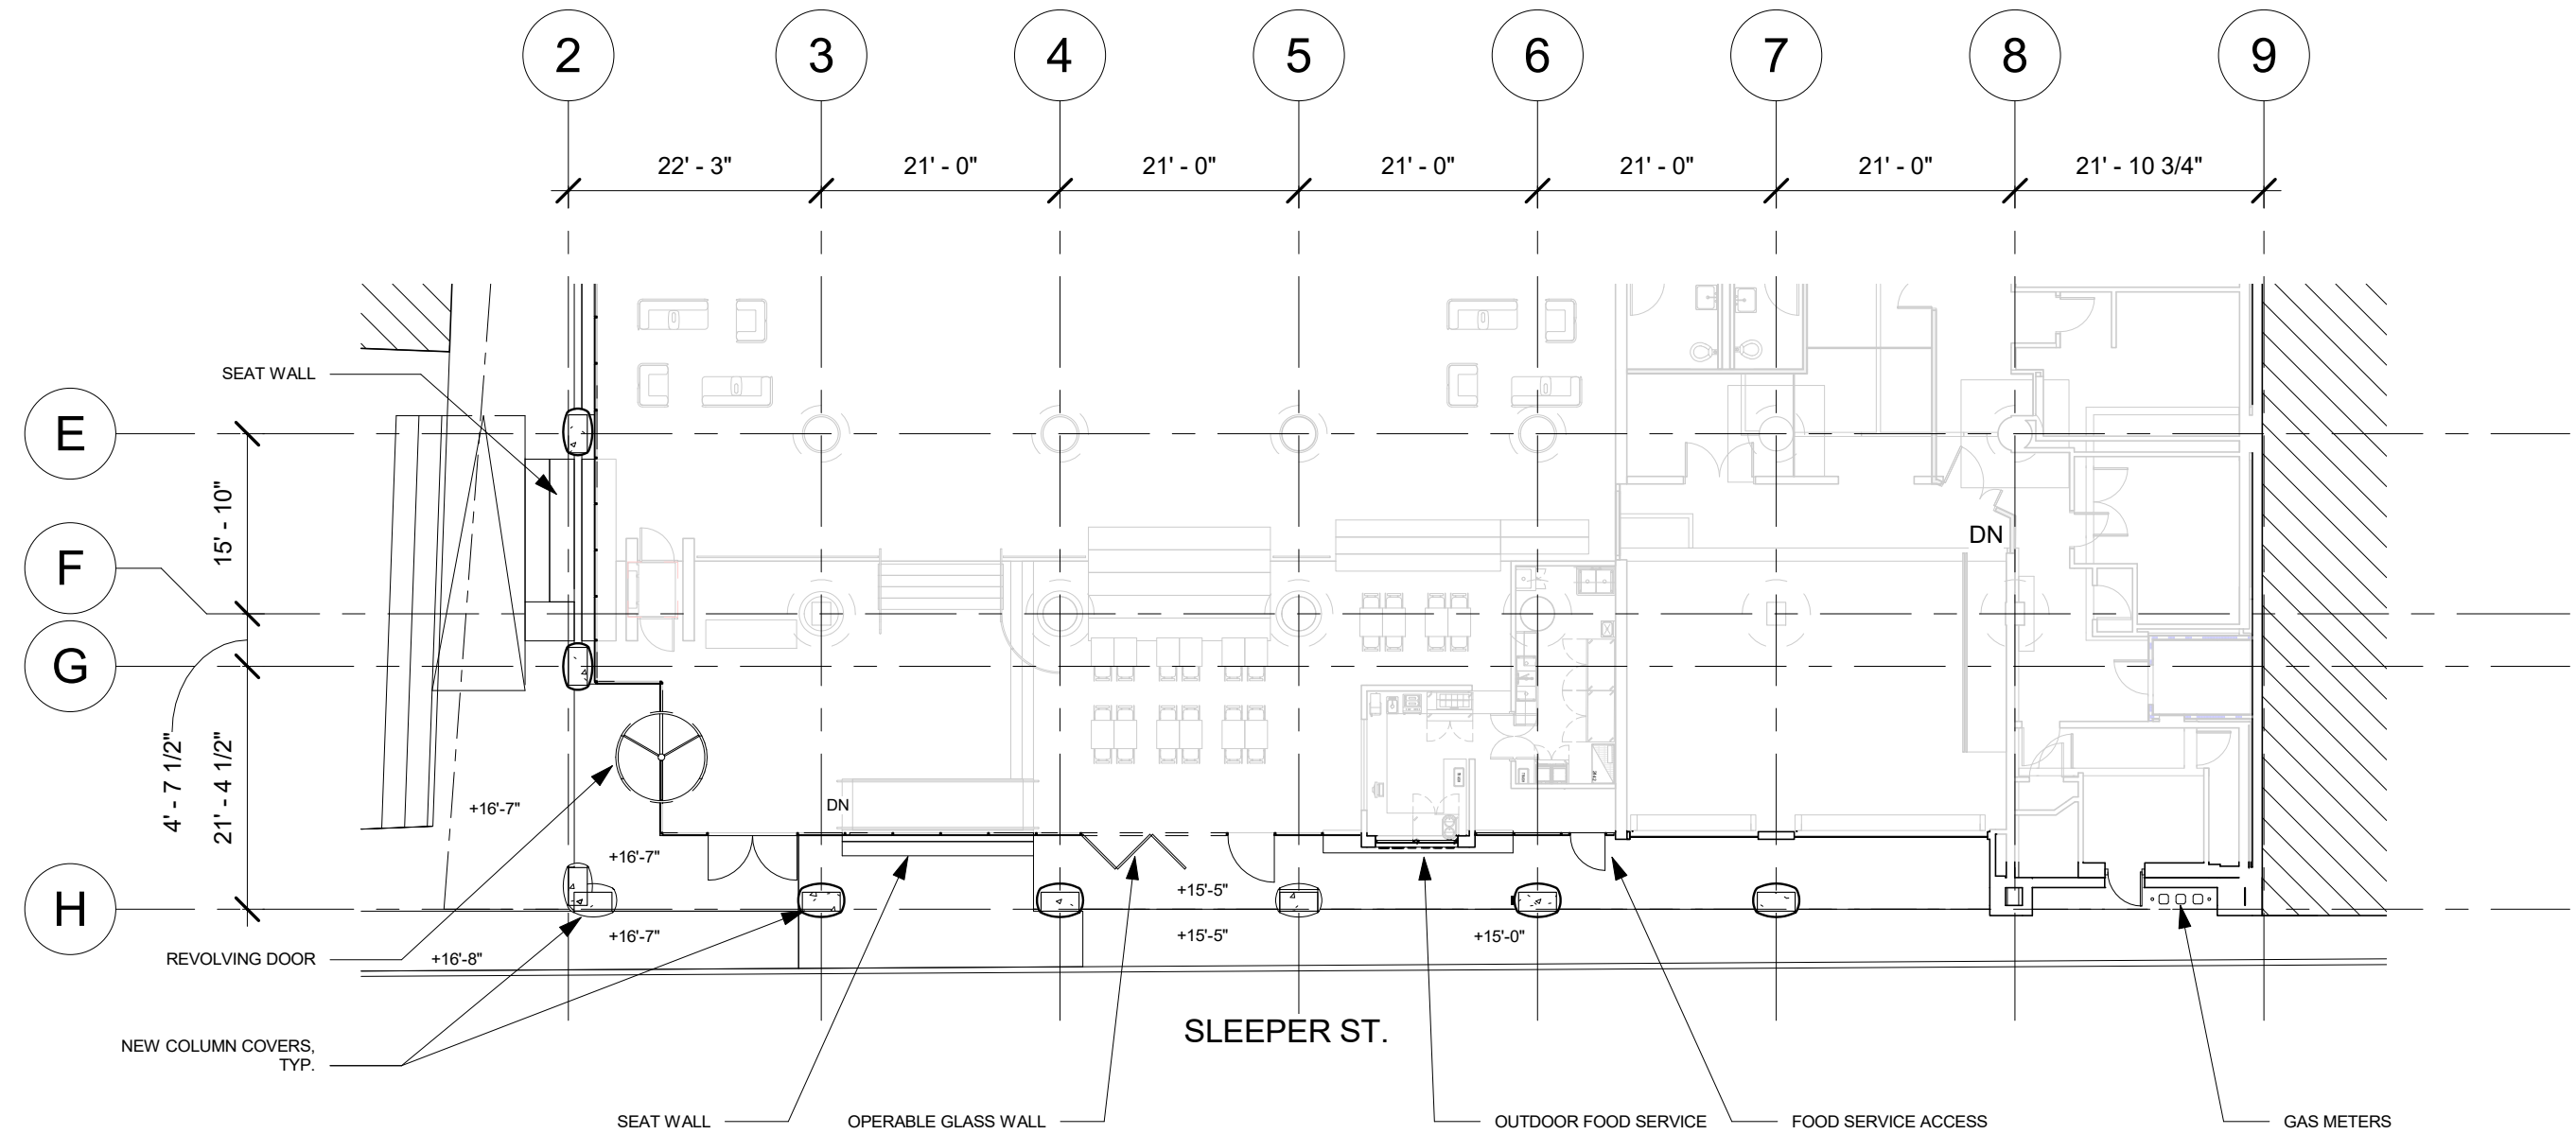 2 3 4 5 6 7 8 9
22' - 3" 21' - 0" 21' - 0" 21' - 0" 21' - 0" 21' - 0" 21' - 10 3/4"
SEAT WALL
E
15' - 10"
F
DN
G
4' - 7 1/2"
21' - 4 1/2"
+16'-7"
DN
+16'-7"
+15'-5"
H
+16'-7"
+15'-5"
+15'-0"
REVOLVING DOOR
+16'-8"
SLEEPER ST.
NEW COLUMN COVERS,
TYP.
SEAT WALL
OPERABLE GLASS WALL
OUTDOOR FOOD SERVICE
FOOD SERVICE ACCESS
GAS METERS